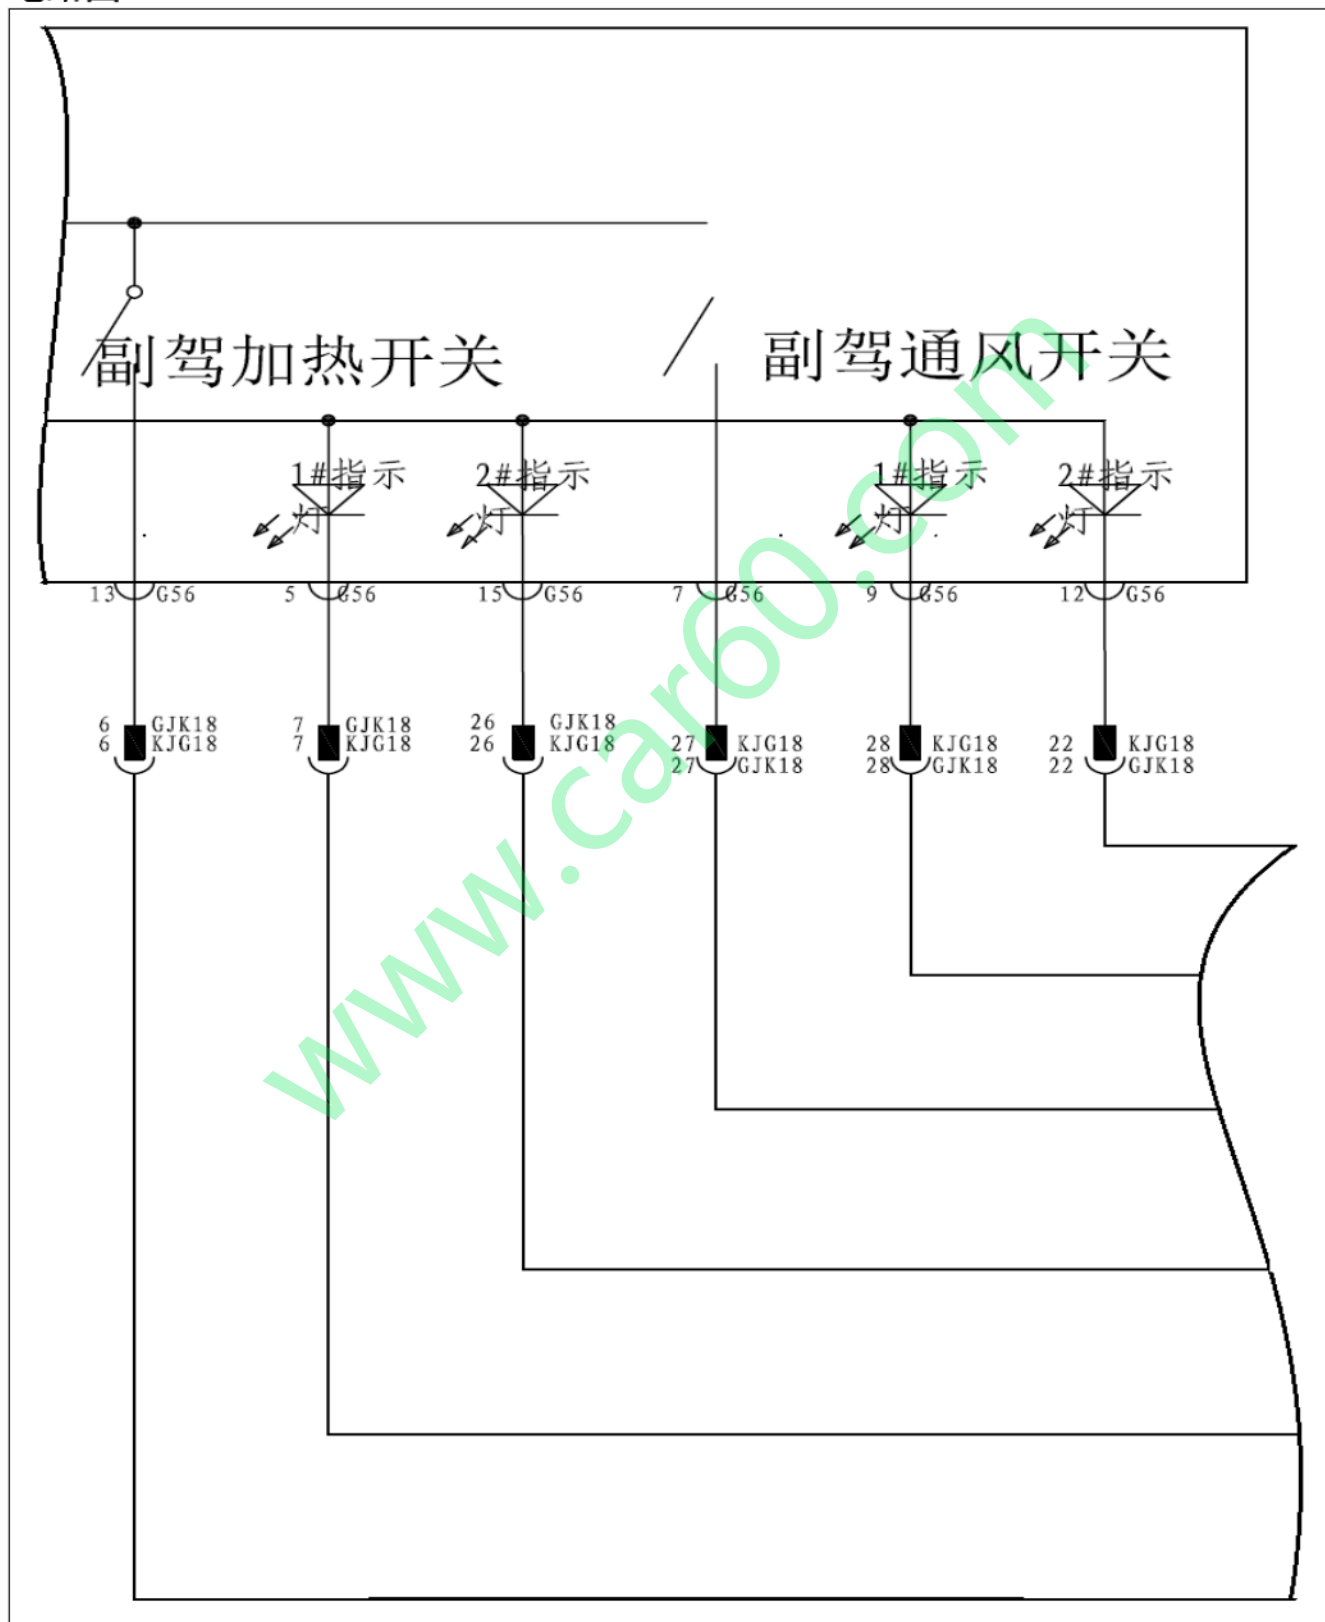 副驾加热开关 副驾通风开关
1#指示灯 2#指示灯 1#指示灯 2#指示灯
13 G56 5 G56 15 G56 7 G56 9 G56 12 G56
6 GJK18 7 GJK18 26 GJK18
6 KJG18 7 KJG18 26 KJG18 27 KJG18 28 KJG18 22 KJG18
27 GJK18 28 GJK18 22 GJK18
www.car60.com